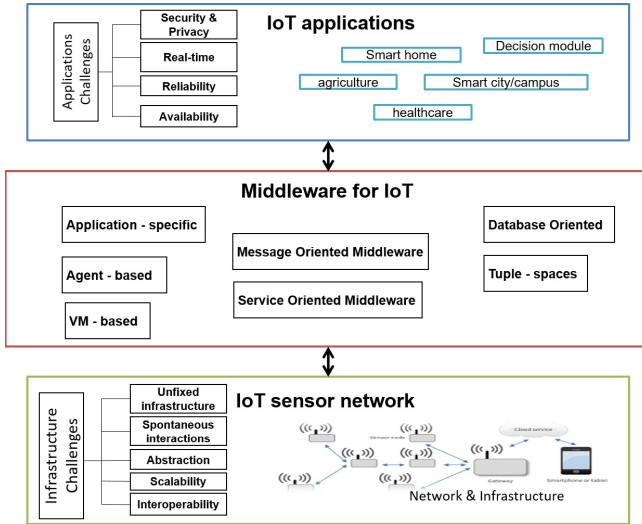 IoT applications
Applications
Challenges
Security &
Privacy
Real-time
Reliability
Availability
Smart home
Decision module
agriculture
Smart city/campus
healthcare
Middleware for IoT
Application - specific
Agent - based
VM - based
Message Oriented Middleware
Service Oriented Middleware
Database Oriented
Tuple - spaces
IoT sensor network
Infrastructure
Challenges
Unfixed
infrastructure
Spontaneous
interactions
Abstraction
Scalability
Interoperability
Cloud service
Sensor node
Gateway
Smartphone or tablet
Network & Infrastructure